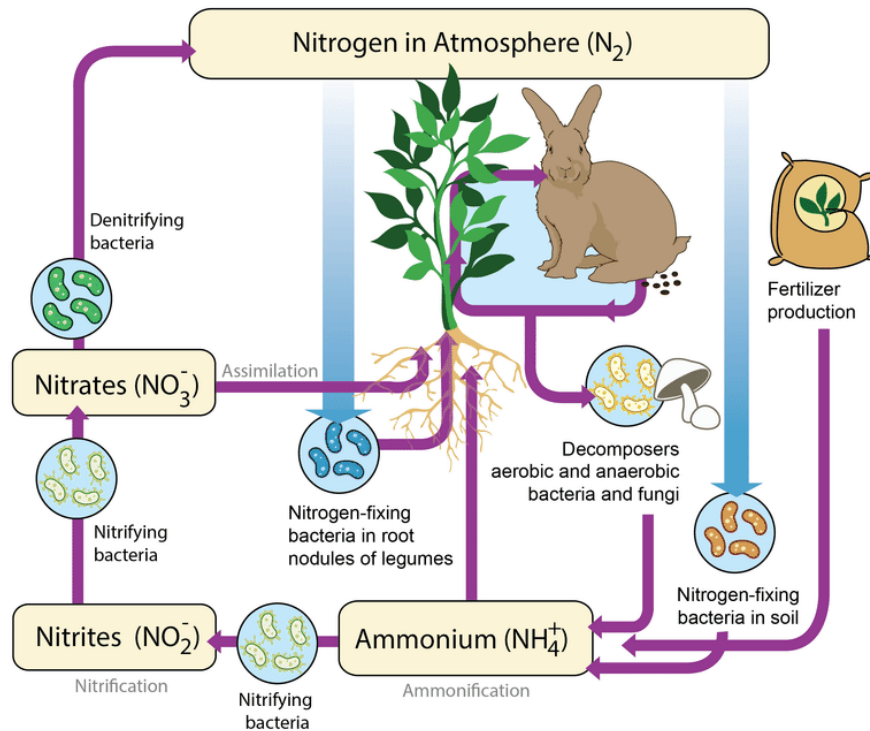 Nitrogen in Atmosphere (N₂)
Denitrifying
bacteria
Fertilizer
production
Nitrates (NO₃⁻)
Assimilation
Decomposers
aerobic and anaerobic
bacteria and fungi
Nitrifying
bacteria
Nitrogen-fixing
bacteria in root
nodules of legumes
Nitrogen-fixing
bacteria in soil
Nitrites (NO₂⁻)
Ammonium (NH₄⁺)
Nitrification
Nitrifying
bacteria
Ammonification